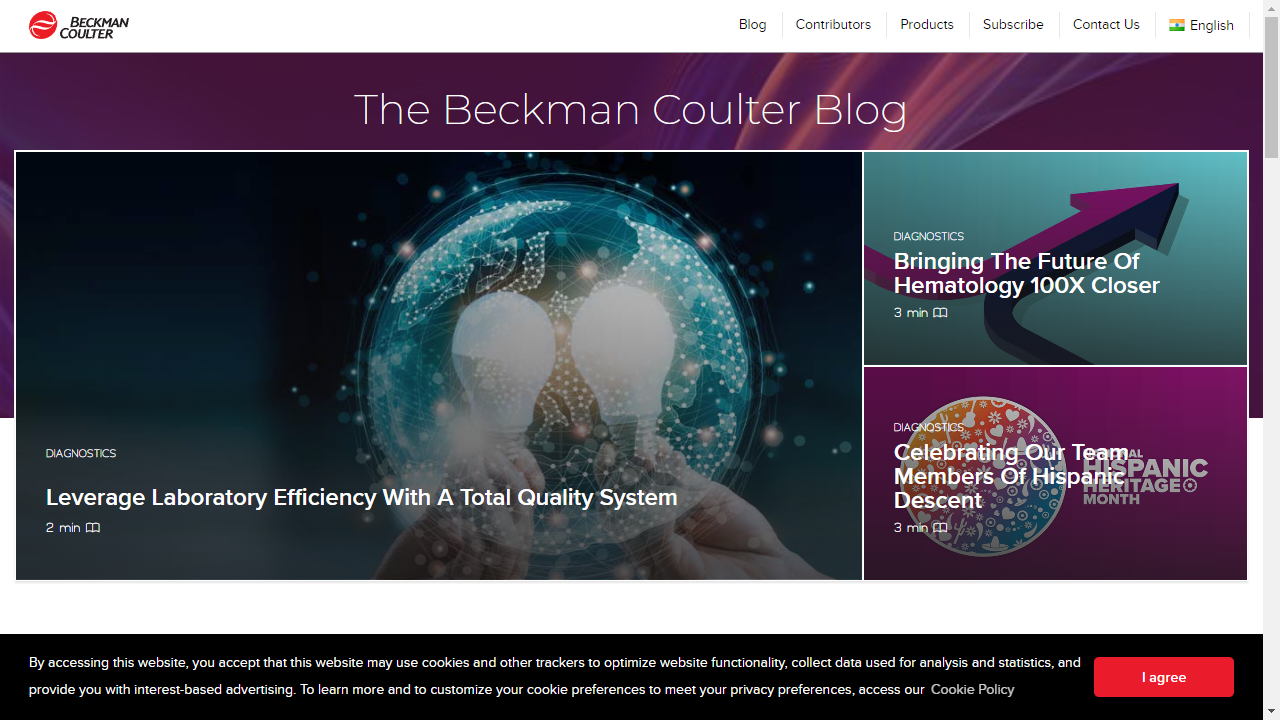 BECKMAN
COULTER
Blog
Contributors
Products
Subscribe
Contact Us
English
The Beckman Coulter Blog
DIAGNOSTICS
Leverage Laboratory Efficiency With A Total Quality System
2 min
DIAGNOSTICS
Bringing The Future Of
Hematology 100X Closer
3 min
DIAGNOSTICS
Celebrating Our Team
Members Of Hispanic
Descent
3 min
HISPANIC
HERITAGE
MONTH
By accessing this website, you accept that this website may use cookies and other trackers to optimize website functionality, collect data used for analysis and statistics, and
provide you with interest-based advertising. To learn more and to customize your cookie preferences to meet your privacy preferences, access our Cookie Policy
I agree